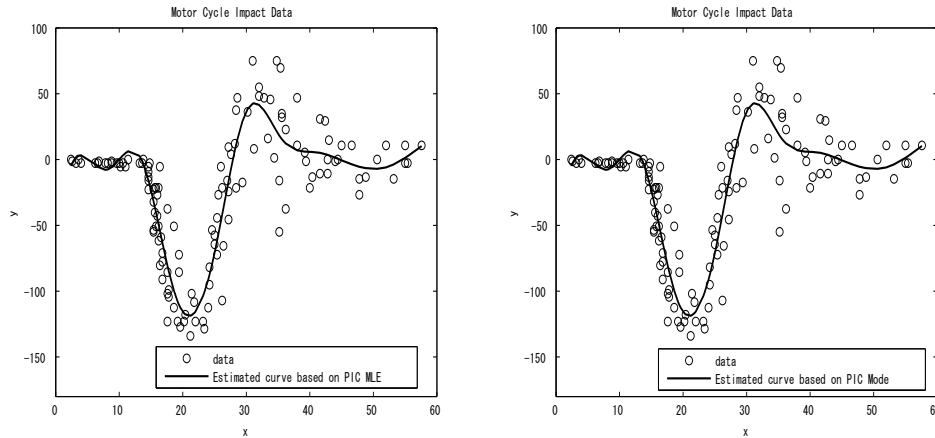 Motor Cycle Impact Data
100
50
0
-50
-100
-150
y
0 10 20 30 40 50 60
x
data
Estimated curve based on PIC MLE
Motor Cycle Impact Data
100
50
0
-50
-100
-150
y
0 10 20 30 40 50 60
x
data
Estimated curve based on PIC Mode